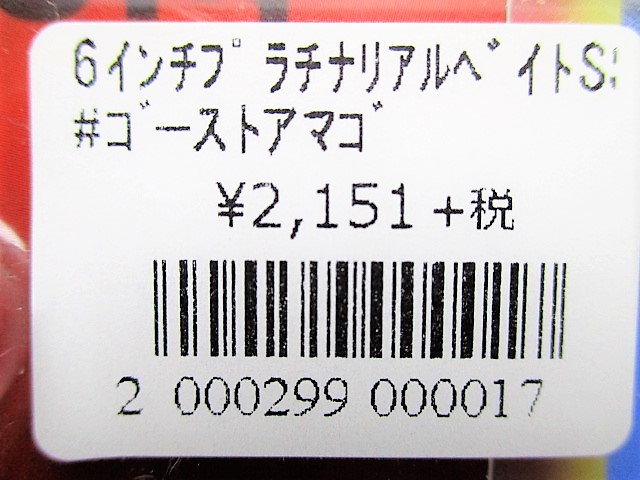 6インチプラチナリアルベイトS
#ゴーストアマゴ
¥2,151+税
2 000299 000017